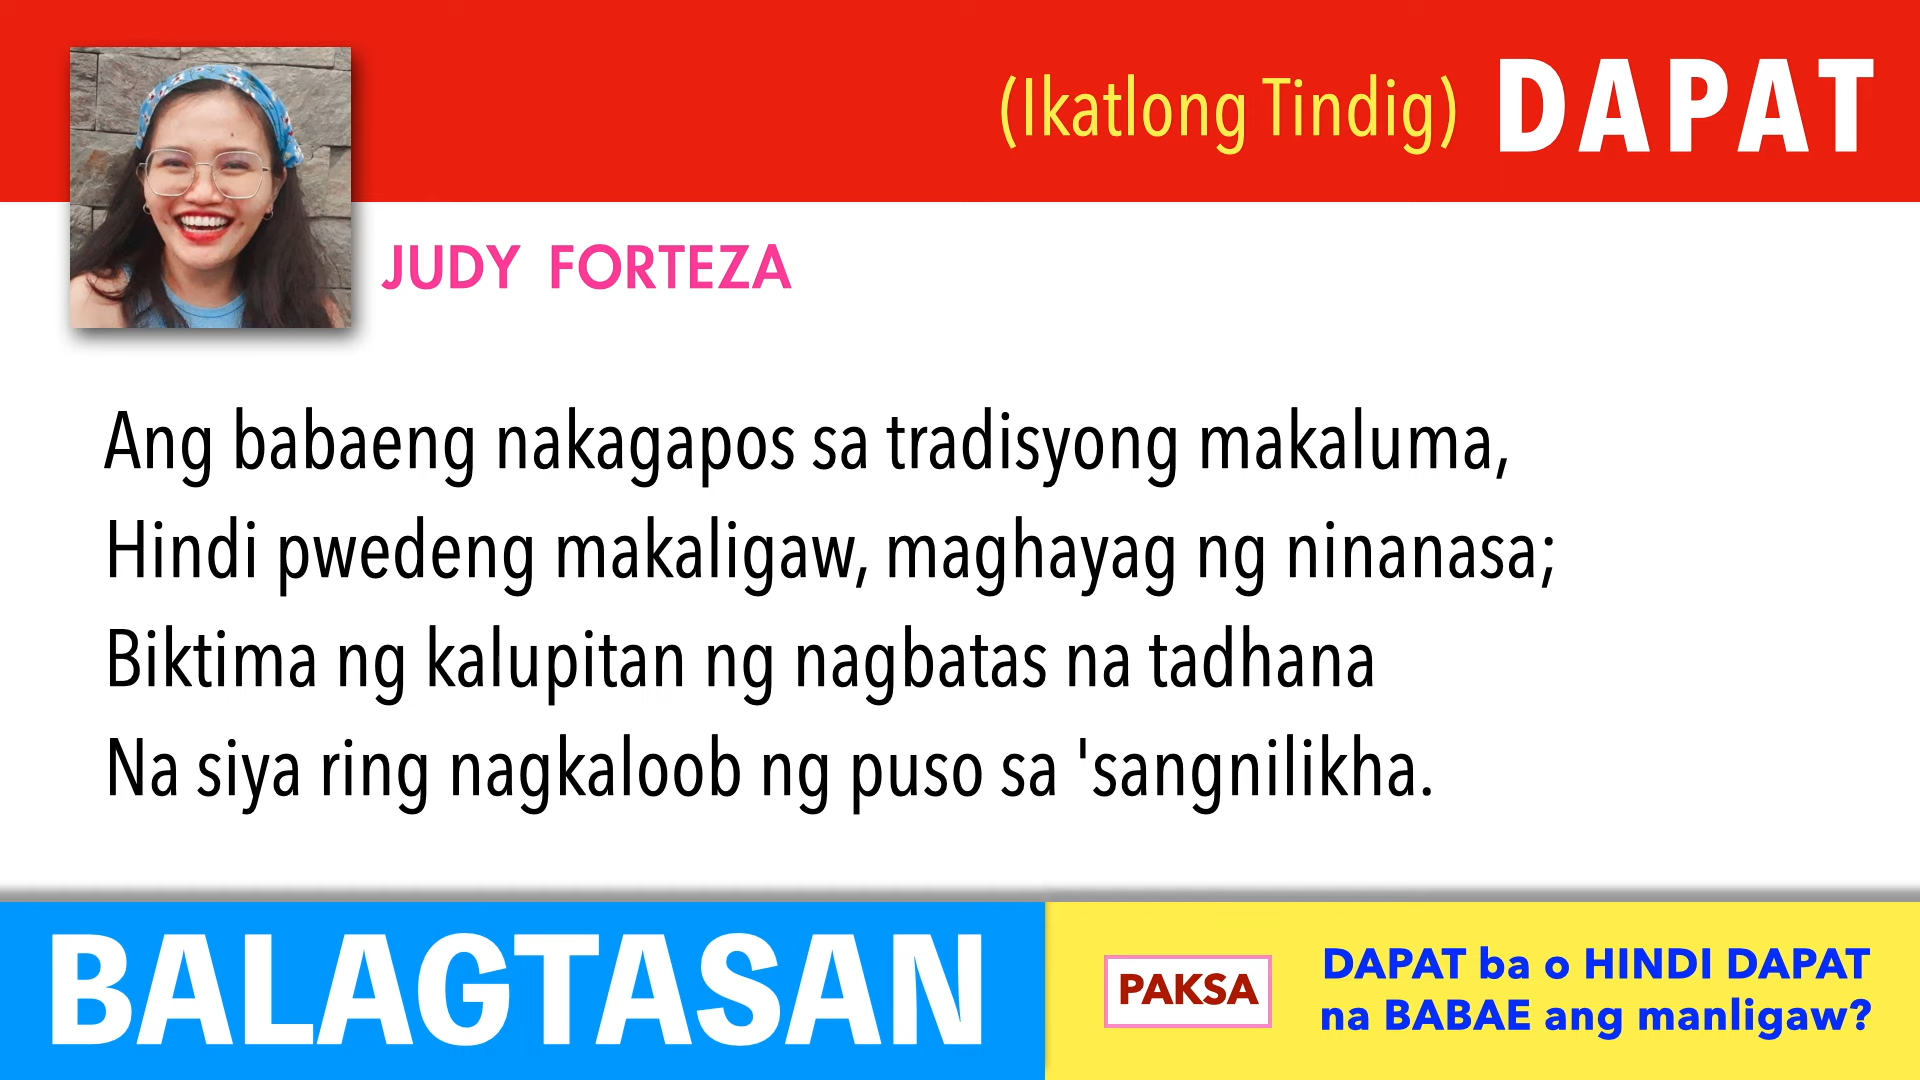 (Ikatlong Tindig) DAPAT
JUDY FORTEZA
Ang babaeng nakagapos sa tradisyong makaluma,
Hindi pwedeng makaligaw, maghayag ng ninanasa;
Biktima ng kalupitan ng nagbatas na tadhana
Na siya ring nagkaloob ng puso sa 'sangnilikha.
BALAGTASAN
PAKSA
DAPAT ba o HINDI DAPAT
na BABAE ang manligaw?